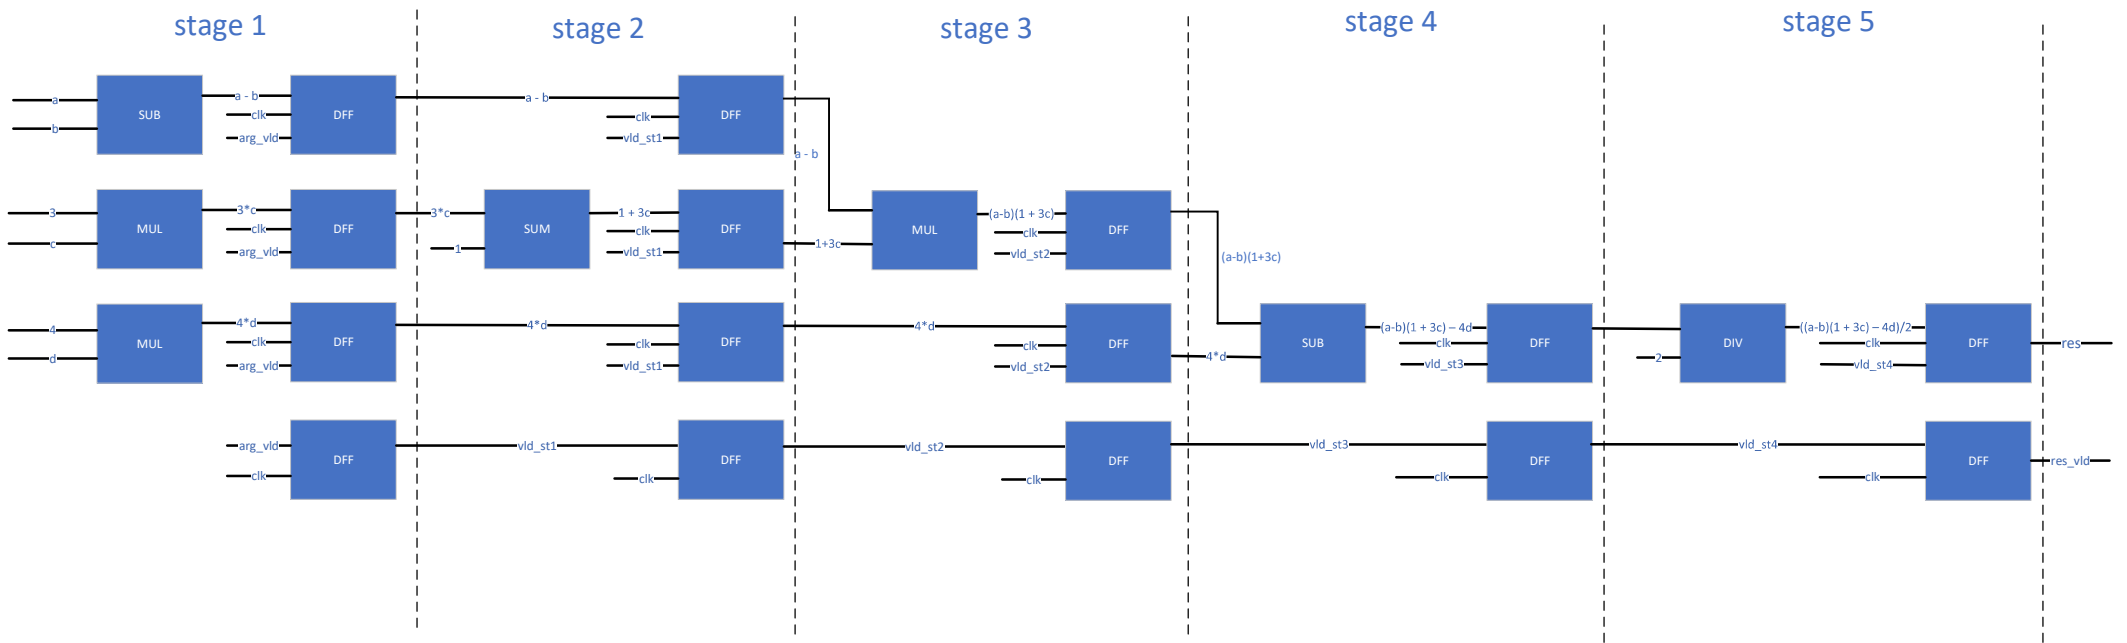 stage 1
stage 2
stage 3
stage 4
stage 5
a
b
SUB
a - b
clk
arg_vld
DFF
a - b
clk
vld_st1
DFF
a - b
3
c
MUL
3*c
clk
arg_vld
DFF
3*c
1
SUM
1 + 3c
clk
vld_st1
DFF
1+3c
MUL
(a-b)(1 + 3c)
clk
vld_st2
DFF
(a-b)(1+3c)
4
d
MUL
4*d
clk
arg_vld
DFF
4*d
clk
vld_st1
DFF
4*d
clk
vld_st2
DFF
4*d
SUB
(a-b)(1 + 3c) – 4d
clk
vld_st3
DFF
2
DIV
((a-b)(1 + 3c) – 4d)/2
clk
vld_st4
DFF
res
arg_vld
clk
DFF
vld_st1
clk
DFF
vld_st2
clk
DFF
vld_st3
clk
DFF
vld_st4
clk
DFF
res_vld